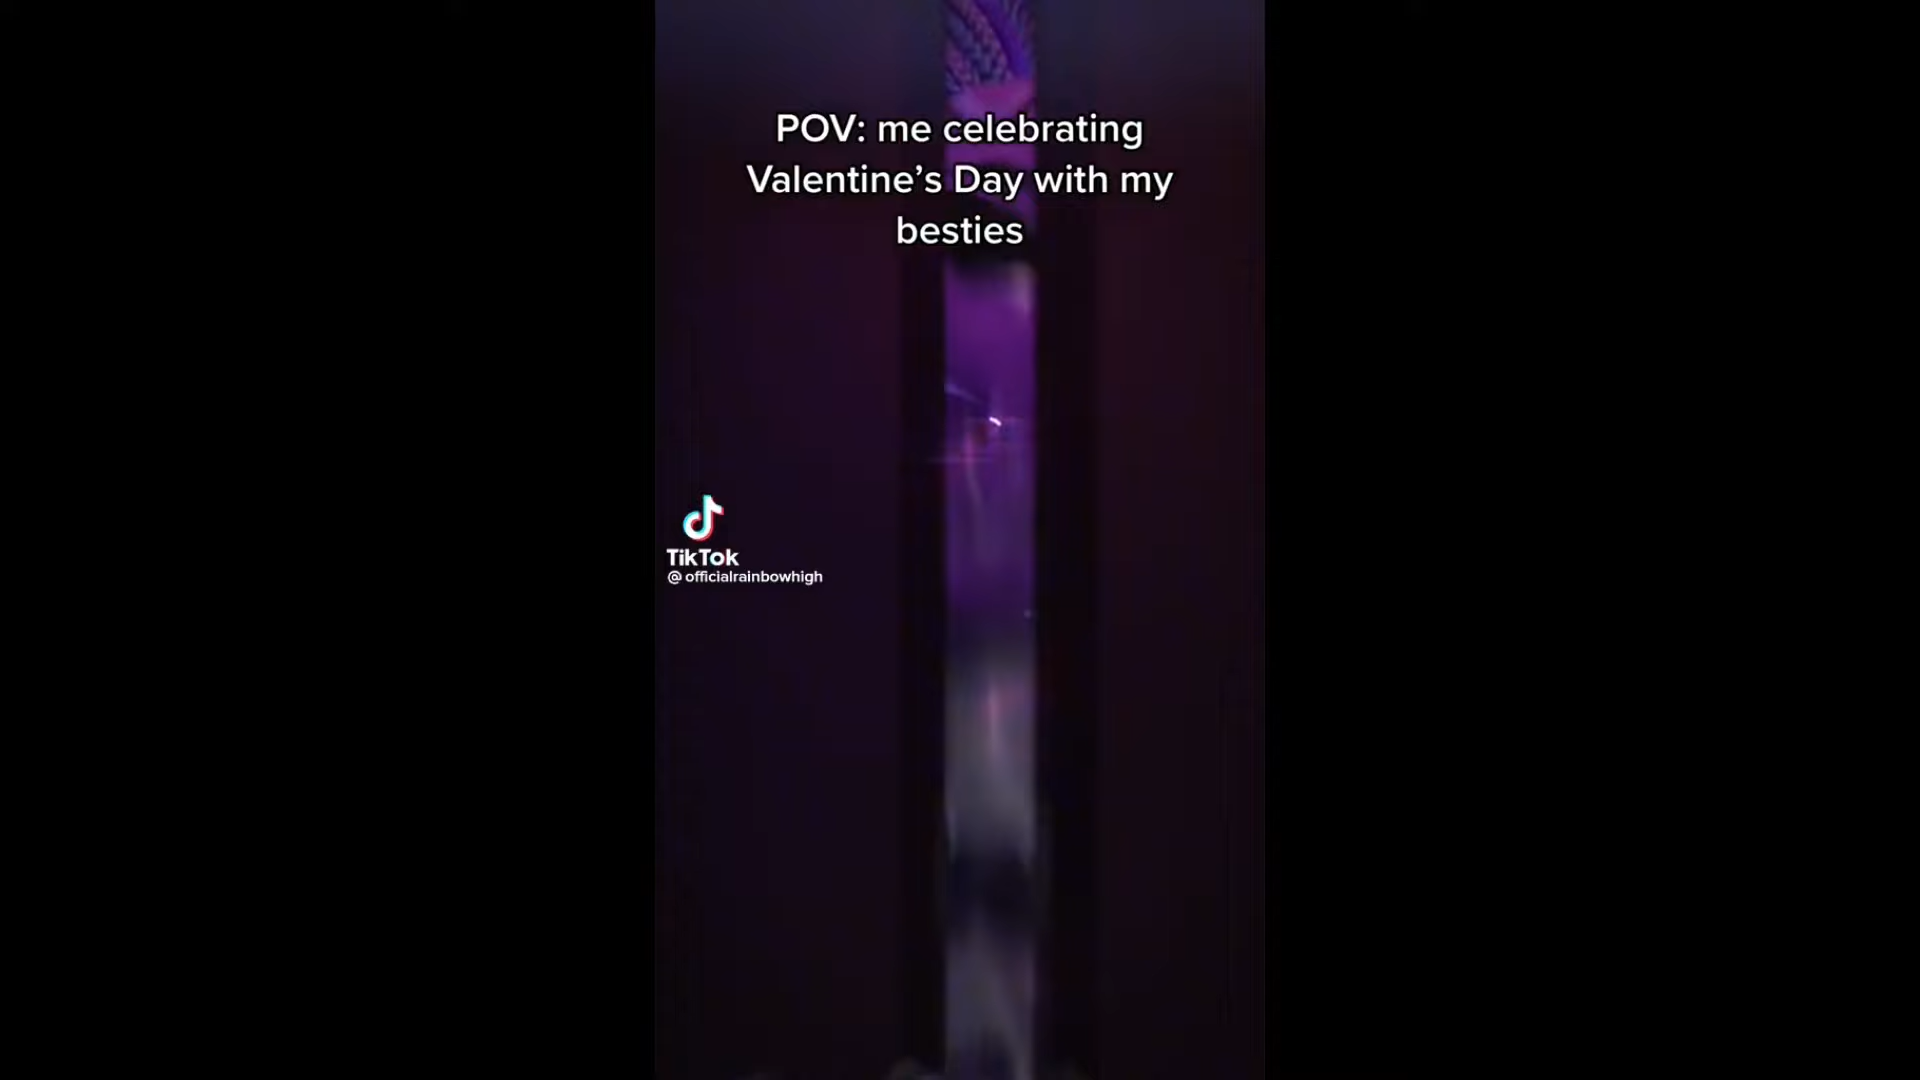 POV: me celebrating
Valentine’s Day with my
besties
TikTok
@officialrainbowhigh